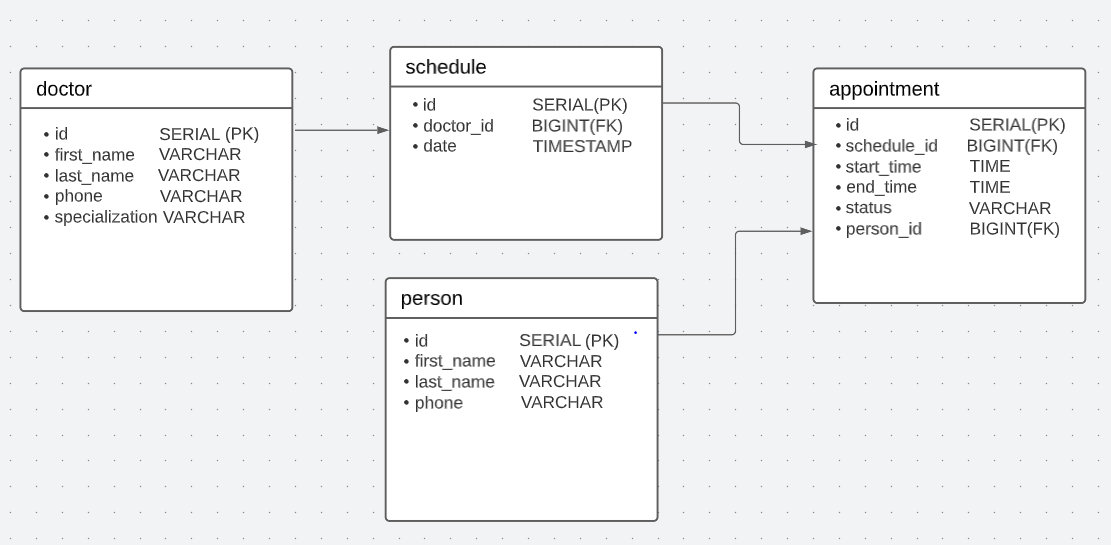 doctor
• id SERIAL (PK)
• first_name VARCHAR
• last_name VARCHAR
• phone VARCHAR
• specialization VARCHAR
schedule
• id SERIAL(PK)
• doctor_id BIGINT(FK)
• date TIMESTAMP
person
• id SERIAL (PK)
• first_name VARCHAR
• last_name VARCHAR
• phone VARCHAR
appointment
• id SERIAL(PK)
• schedule_id BIGINT(FK)
• start_time TIME
• end_time TIME
• status VARCHAR
• person_id BIGINT(FK)